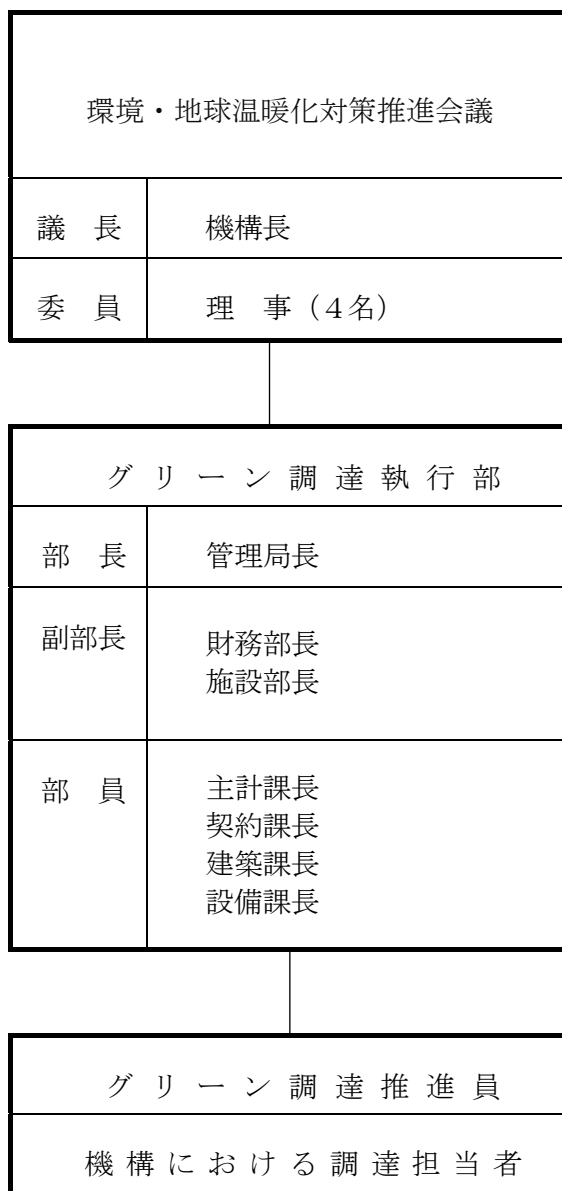 環境・地球温暖化対策推進会議
議　長　機構長
委　員　理　事（４名）
グリーン調達執行部
部　長　管理局長
副部長　財務部長
施設部長
部　員　主計課長
契約課長
建築課長
設備課長
グリーン調達推進員
機構における調達担当者